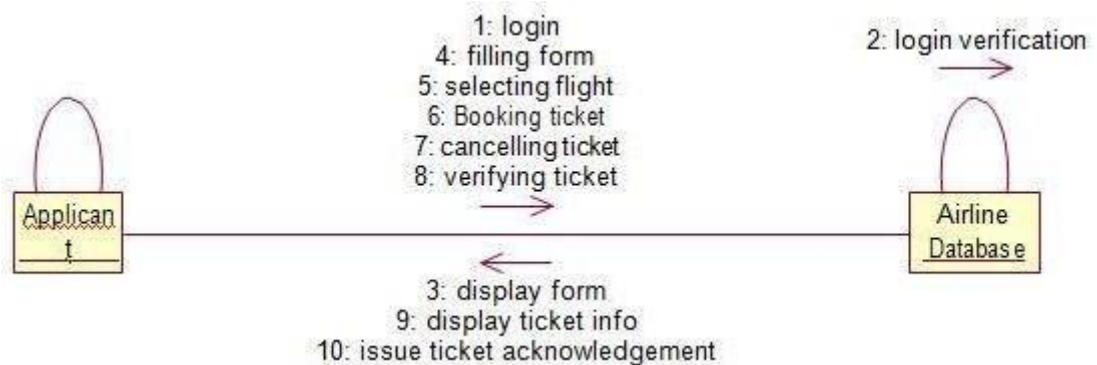 1: login
4: filling form
5: selecting flight
6: Booking ticket
7: cancelling ticket
8: verifying ticket
2: login verification
Applican
t
Airline
Database
3: display form
9: display ticket info
10: issue ticket acknowledgement